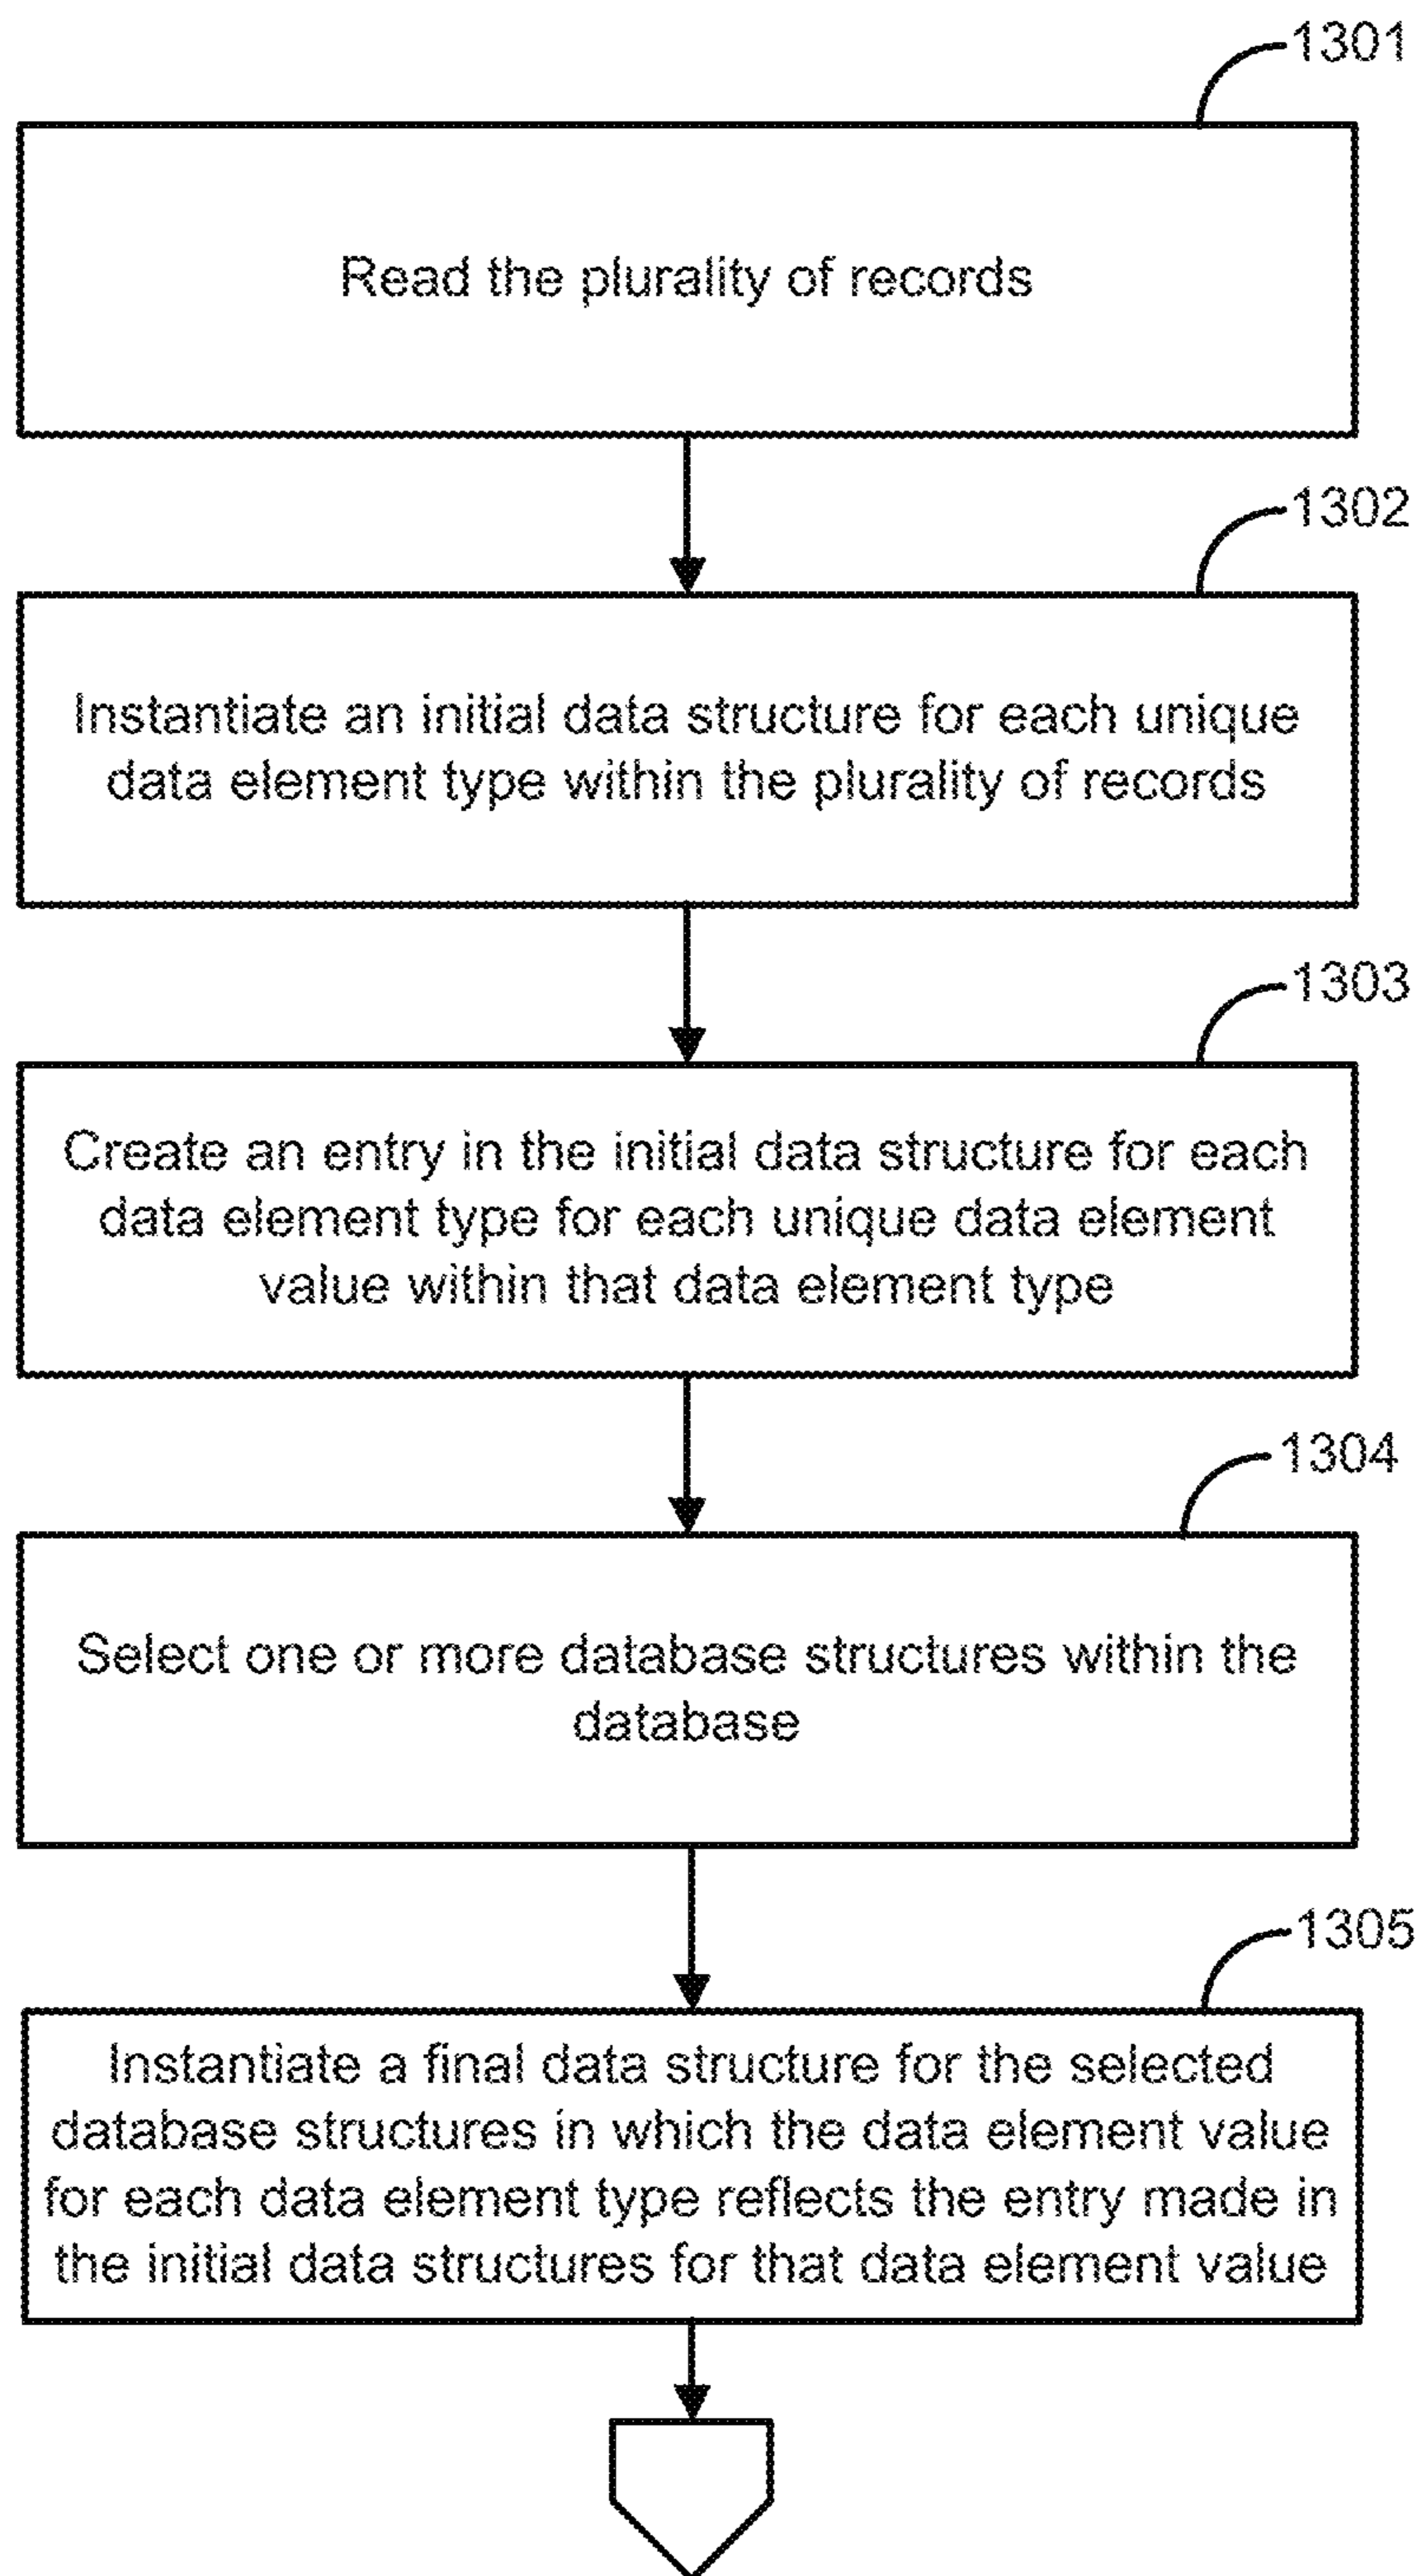 1301
Read the plurality of records
1302
Instantiate an initial data structure for each unique
data element type within the plurality of records
1303
Create an entry in the initial data structure for each
data element type for each unique data element
value within that data element type
1304
Select one or more database structures within the
database
1305
Instantiate a final data structure for the selected
database structures in which the data element value
for each data element type reflects the entry made in
the initial data structures for that data element value